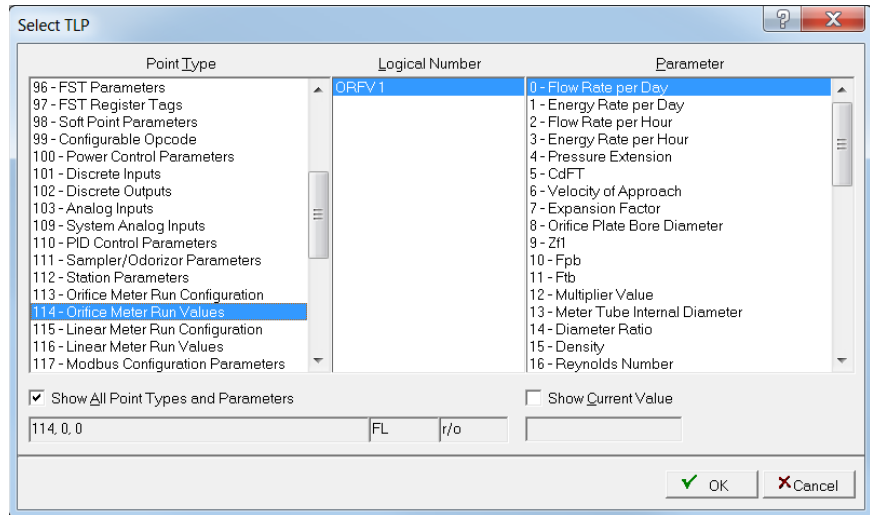 Select TLP
Point Type
Logical Number
Parameter
96 - FST Parameters
97 - FST Register Tags
98 - Soft Point Parameters
99 - Configurable Opcode
100 - Power Control Parameters
101 - Discrete Inputs
102 - Discrete Outputs
103 - Analog Inputs
109 - System Analog Inputs
110 - PID Control Parameters
111 - Sampler/Odorizor Parameters
112 - Station Parameters
113 - Orifice Meter Run Configuration
114 - Orifice Meter Run Values
115 - Linear Meter Run Configuration
116 - Linear Meter Run Values
117 - Modbus Configuration Parameters
ORFV 1
0 - Flow Rate per Day
1 - Energy Rate per Day
2 - Flow Rate per Hour
3 - Energy Rate per Hour
4 - Pressure Extension
5 - CdFT
6 - Velocity of Approach
7 - Expansion Factor
8 - Orifice Plate Bore Diameter
9 - Zf1
10 - Fpb
11 - Ftb
12 - Multiplier Value
13 - Meter Tube Internal Diameter
14 - Diameter Ratio
15 - Density
16 - Reynolds Number
Show All Point Types and Parameters
Show Current Value
114, 0, 0
FL
r/o
OK
Cancel